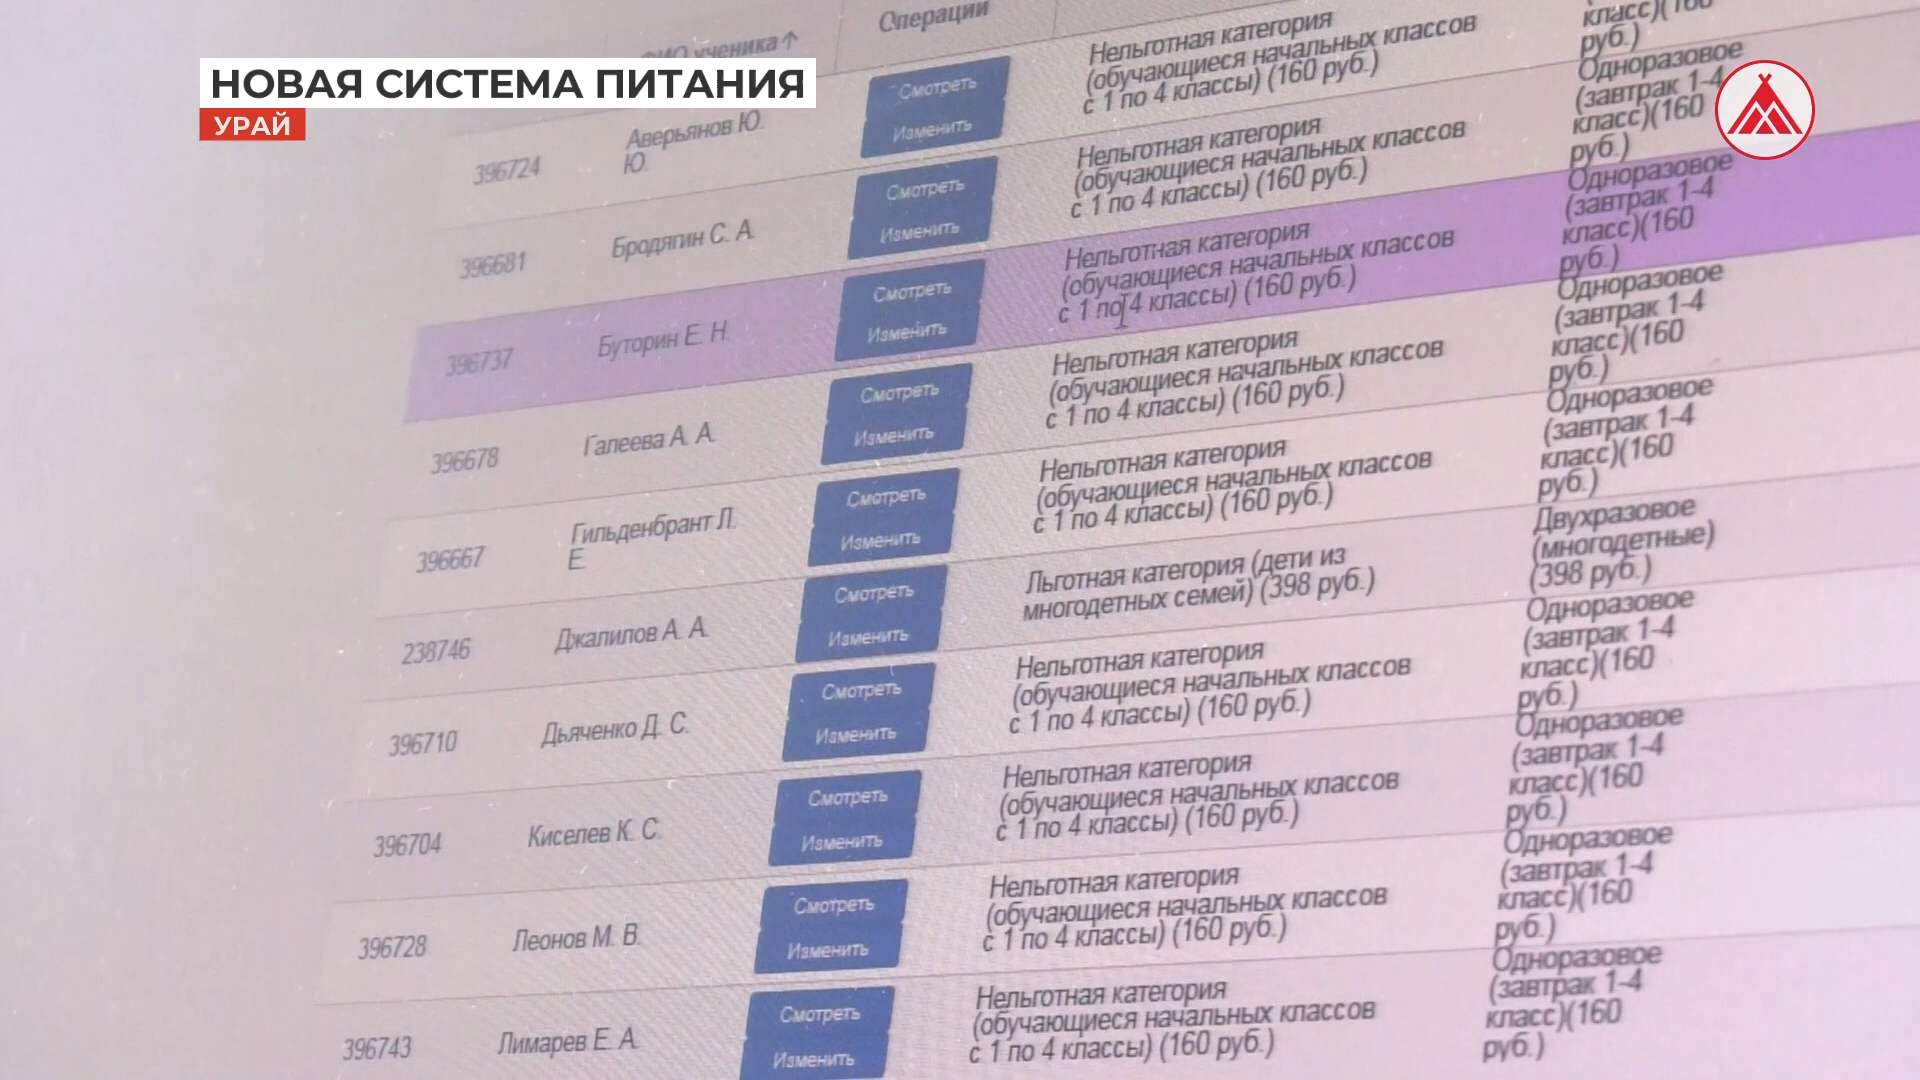 НОВАЯ СИСТЕМА ПИТАНИЯ
УРАЙ
ФИО ученика↑
Операции
Нельготная категория
(обучающиеся начальных классов
с 1 по 4 классы) (160 руб.)
класс)(160
руб.)
396724
Аверьянов Ю.
Ю.
Смотреть
Изменить
Нельготная категория
(обучающиеся начальных классов
с 1 по 4 классы) (160 руб.)
Одноразовое
(завтрак 1-4
класс)(160
руб.)
396681
Бродягин С. А.
Смотреть
Изменить
Нельготная категория
(обучающиеся начальных классов
с 1 по 4 классы) (160 руб.)
Одноразовое
(завтрак 1-4
класс)(160
руб.)
396737
Буторин Е. Н.
Смотреть
Изменить
Нельготная категория
(обучающиеся начальных классов
с 1 по 4 классы) (160 руб.)
Одноразовое
(завтрак 1-4
класс)(160
руб.)
396678
Галеева А. А.
Смотреть
Изменить
Нельготная категория
(обучающиеся начальных классов
с 1 по 4 классы) (160 руб.)
Одноразовое
(завтрак 1-4
класс)(160
руб.)
396667
Гильденбрант Л.
Е.
Смотреть
Изменить
Льготная категория (дети из
многодетных семей) (398 руб.)
Двухразовое
(многодетные)
(398 руб.)
238746
Джалилов А. А.
Смотреть
Изменить
Нельготная категория
(обучающиеся начальных классов
с 1 по 4 классы) (160 руб.)
Одноразовое
(завтрак 1-4
класс)(160
руб.)
396710
Дьяченко Д. С.
Смотреть
Изменить
Нельготная категория
(обучающиеся начальных классов
с 1 по 4 классы) (160 руб.)
Одноразовое
(завтрак 1-4
класс)(160
руб.)
396704
Киселев К. С.
Смотреть
Изменить
Нельготная категория
(обучающиеся начальных классов
с 1 по 4 классы) (160 руб.)
Одноразовое
(завтрак 1-4
класс)(160
руб.)
396728
Леонов М. В.
Смотреть
Изменить
Нельготная категория
(обучающиеся начальных классов
с 1 по 4 классы) (160 руб.)
Одноразовое
(завтрак 1-4
класс)(160
руб.)
396743
Лимарев Е. А.
Смотреть
Изменить